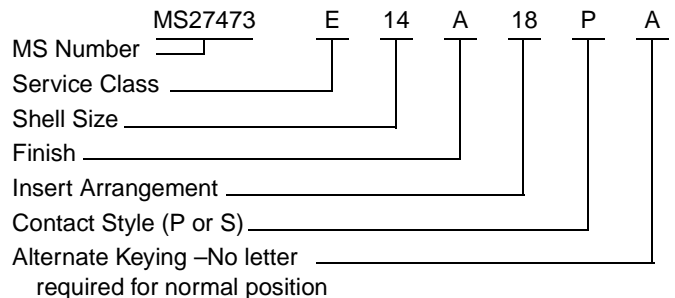 MS27473 E 14 A 18 P A
MS Number
Service Class
Shell Size
Finish
Insert Arrangement
Contact Style (P or S)
Alternate Keying –No letter
required for normal position